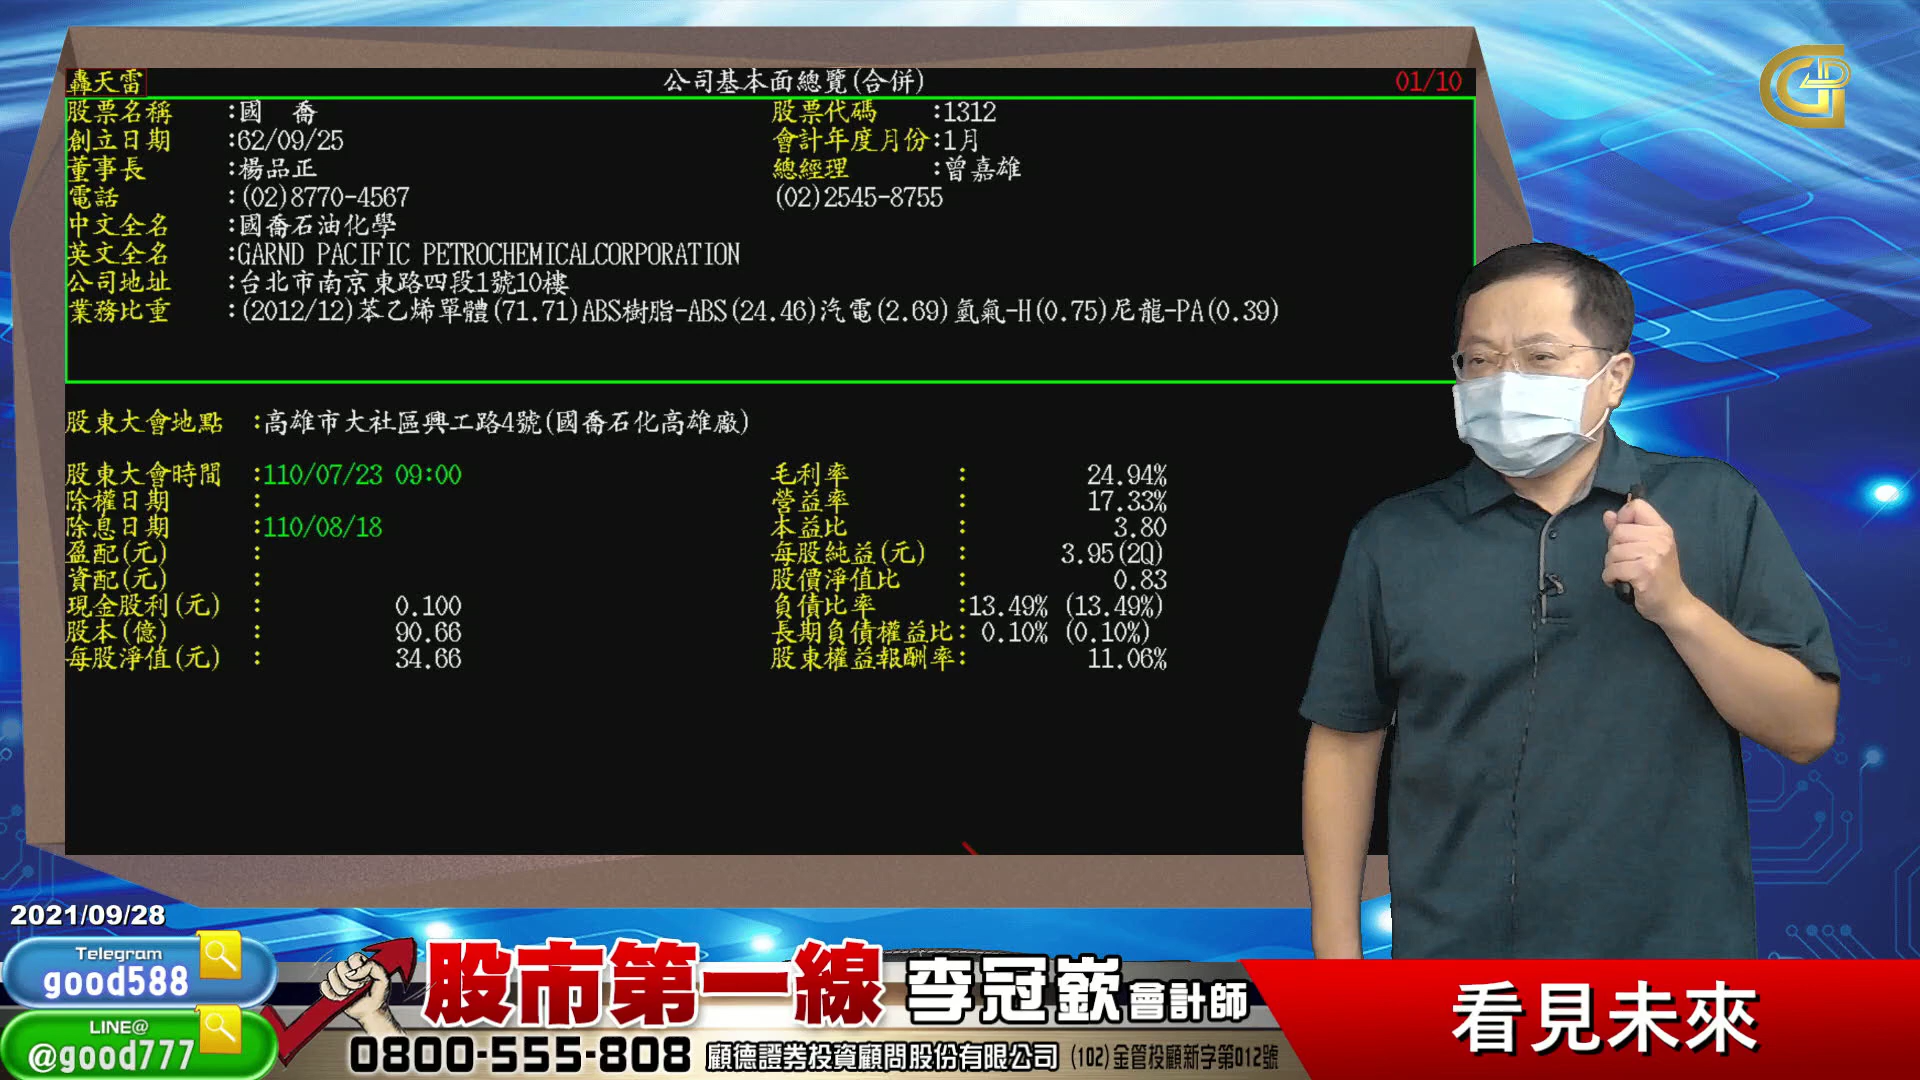 轟天雷 公司基本面總覽(合併) 01/10
股票名稱 :國 喬 股票代碼 :1312
創立日期 :62/09/25 會計年度月份:1月
董事長 :楊品正 總經理 :曾嘉雄
電話 :(02)8770-4567 (02)2545-8755
中文全名 :國喬石油化學
英文全名 :GARND PACIFIC PETROCHEMICALCORPORATION
公司地址 :台北市南京東路四段1號10樓
業務比重 :(2012/12)苯乙烯單體(71.71)ABS樹脂-ABS(24.46)汽電(2.69)氫氣-H(0.75)尼龍-PA(0.39)
股東大會地點 :高雄市大社區興工路4號(國喬石化高雄廠)
股東大會時間 :110/07/23 09:00 毛利率 : 24.94%
除權日期 : 營益率 : 17.33%
除息日期 :110/08/18 本益比 : 3.80
盈配(元) : 每股純益(元) : 3.95(2Q)
資配(元) : 股價淨值比 : 0.83
現金股利(元) : 0.100 負債比率 :13.49% (13.49%)
股本(億) : 90.66 長期負債權益比: 0.10% (0.10%)
每股淨值(元) : 34.66 股東權益報酬率: 11.06%
2021/09/28
Telegram
good588
LINE@
@good777
股市第一線 李冠嶔會計師
0800-555-808 顧德證券投資顧問股份有限公司 (102)金管投顧新字第012號
看見未來